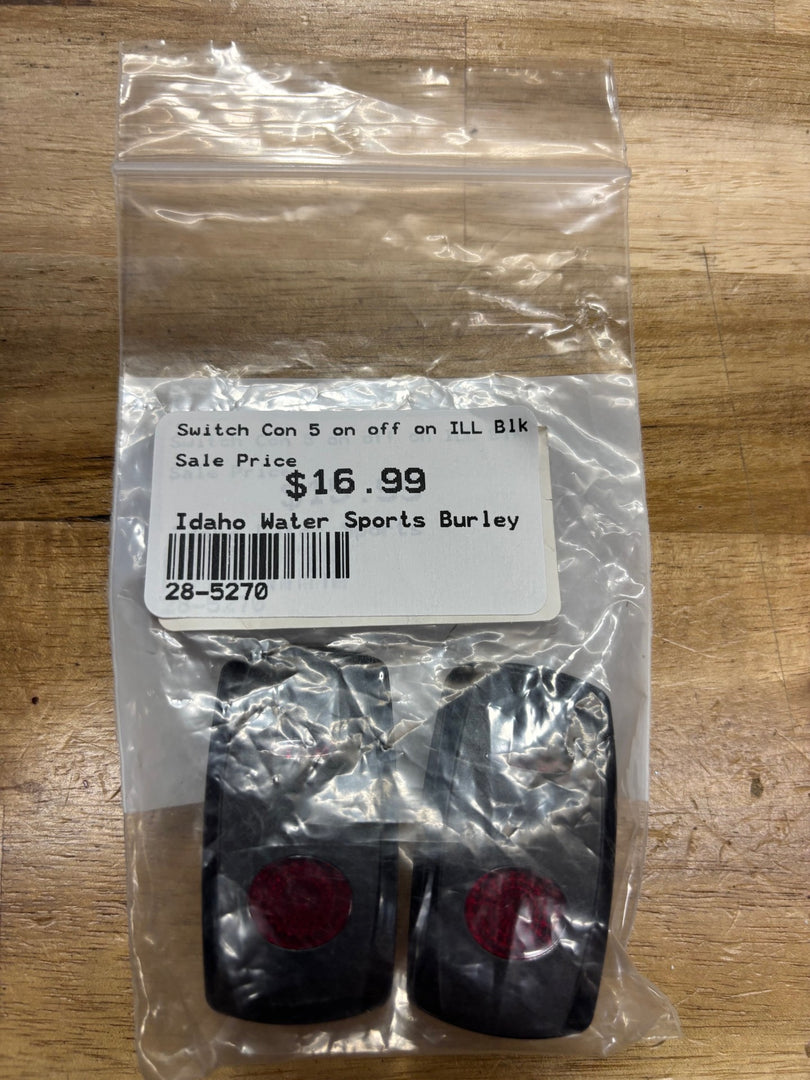 Switch Con 5 on off on ILL Blk
Sale Price
$16.99
Idaho Water Sports Burley
28-5270